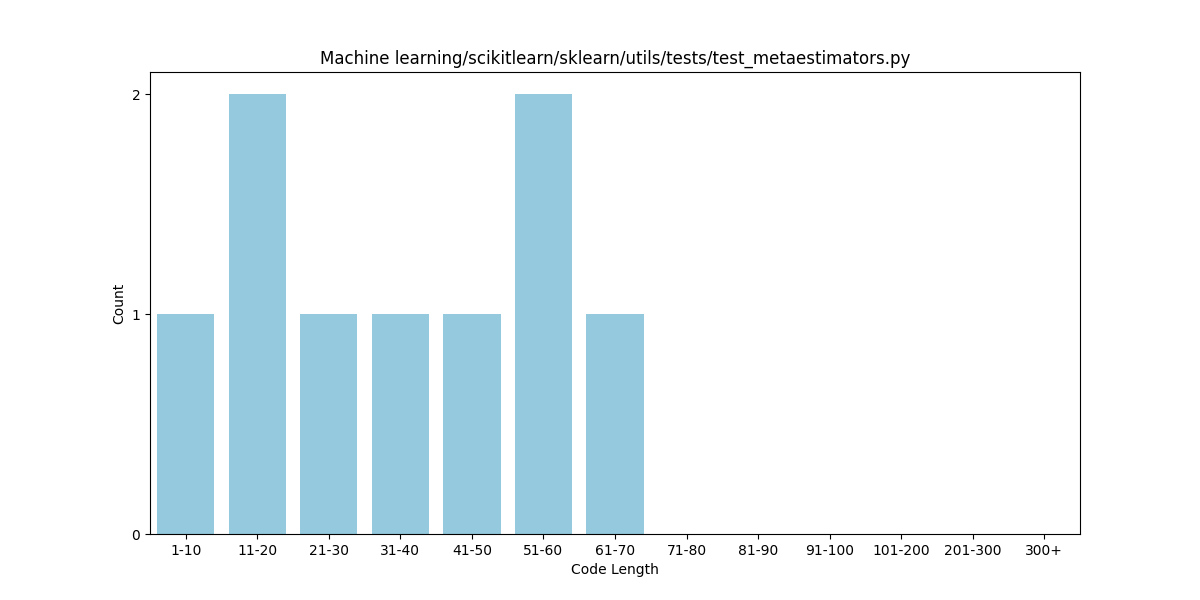 Machine learning/scikitlearn/sklearn/utils/tests/test_metaestimators.py
Count
2
1
0
1-10 11-20 21-30 31-40 41-50 51-60 61-70 71-80 81-90 91-100 101-200 201-300 300+
Code Length